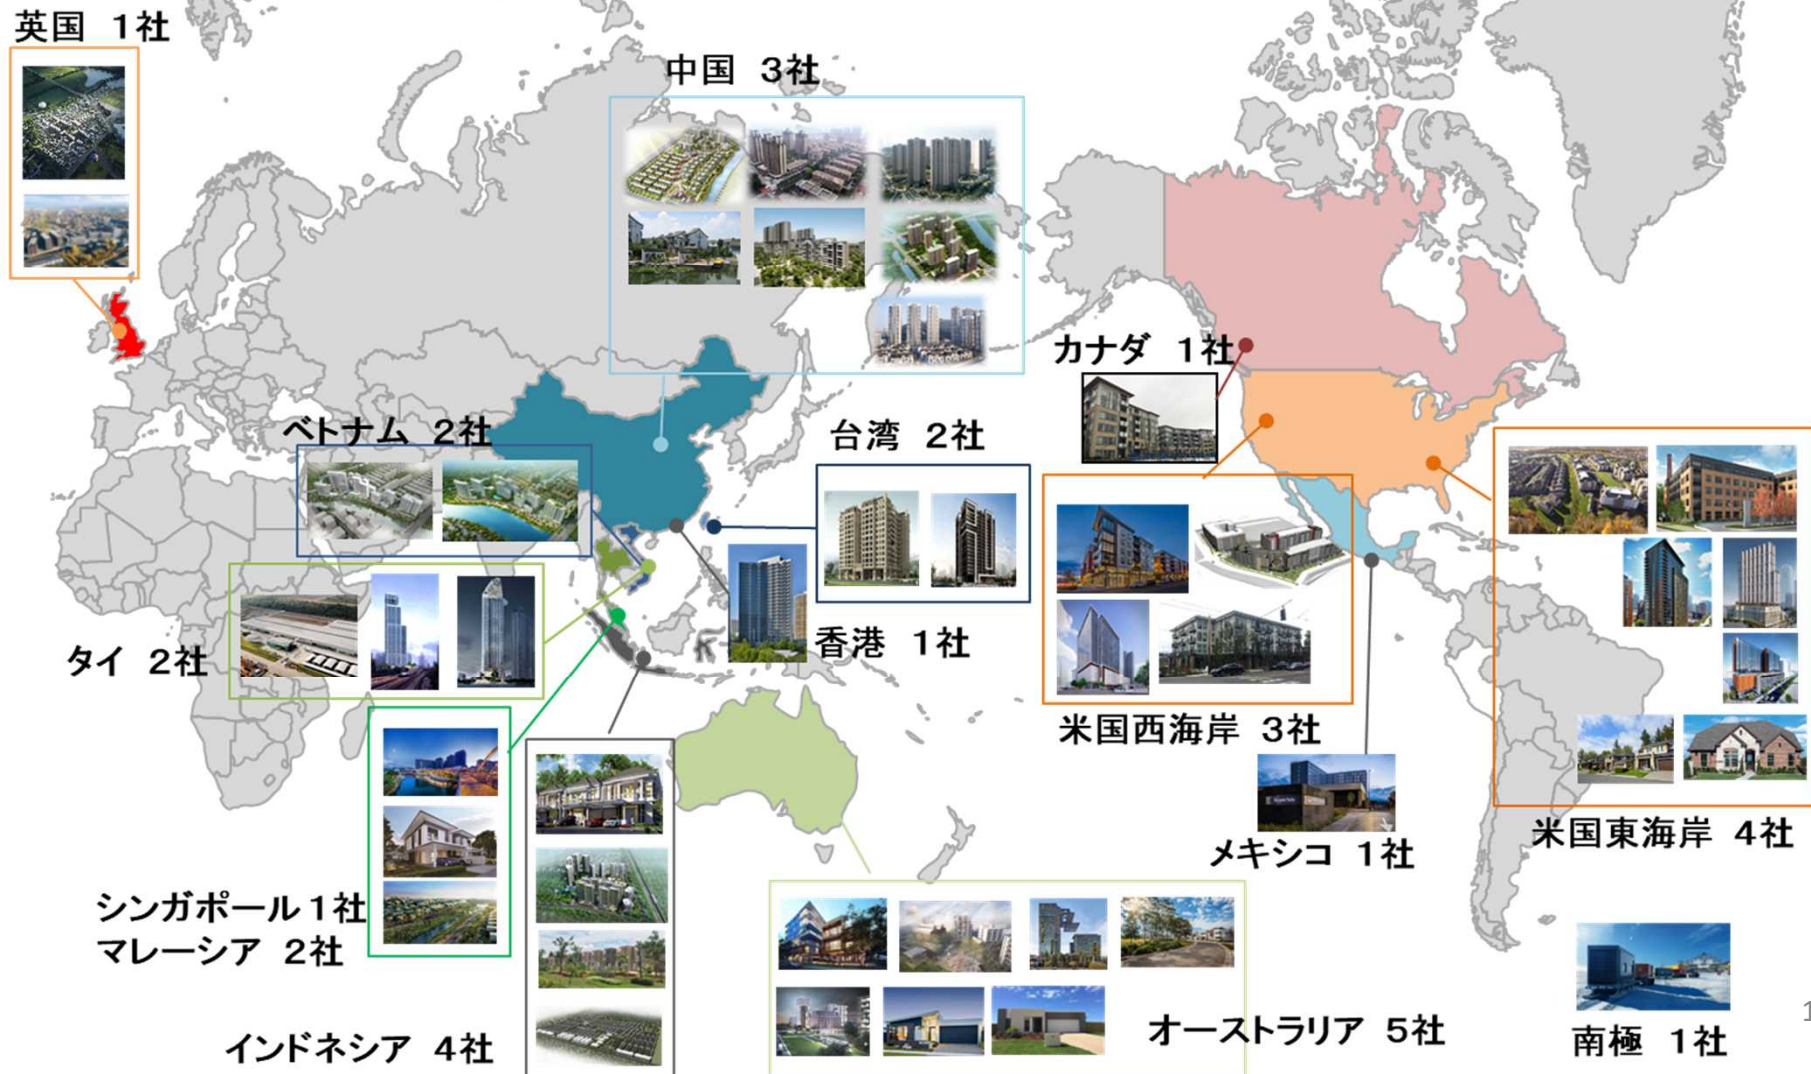 英国 1社
中国 3社
カナダ 1社
ベトナム 2社
台湾 2社
タイ 2社
香港 1社
米国西海岸 3社
米国東海岸 4社
メキシコ 1社
シンガポール 1社
マレーシア 2社
インドネシア 4社
オーストラリア 5社
南極 1社
1